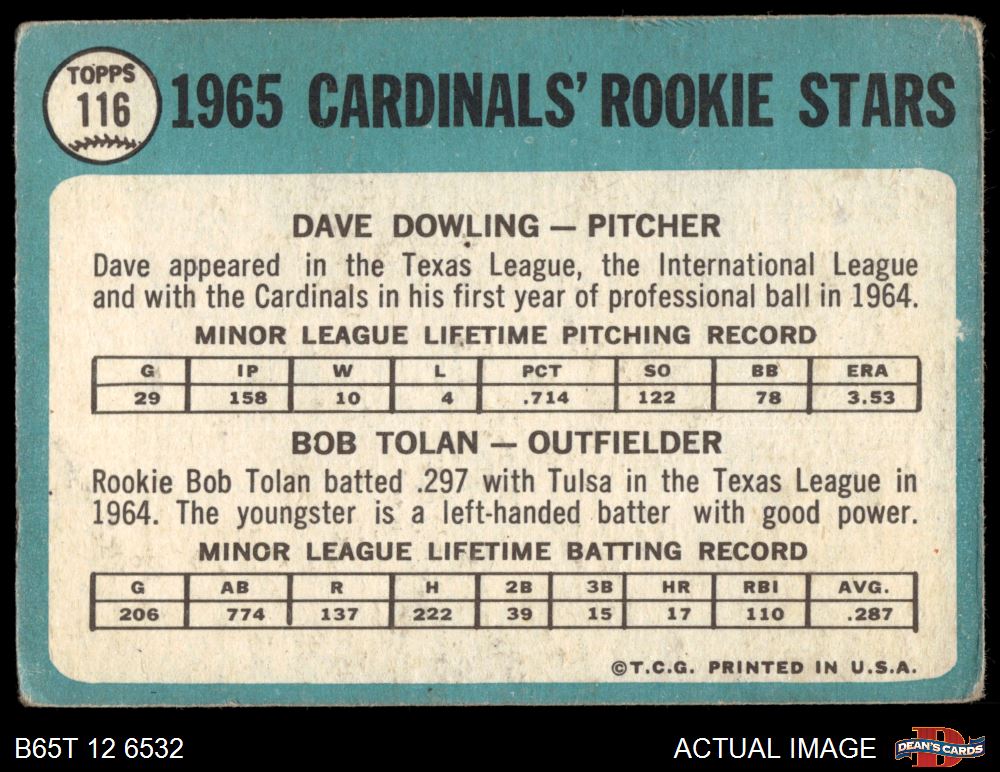 TOPPS
116
1965 CARDINALS' ROOKIE STARS
DAVE DOWLING — PITCHER
Dave appeared in the Texas League, the International League
and with the Cardinals in his first year of professional ball in 1964.
MINOR LEAGUE LIFETIME PITCHING RECORD
G IP W L PCT SO BB ERA
29 158 10 4 .714 122 78 3.53
BOB TOLAN — OUTFIELDER
Rookie Bob Tolan batted .297 with Tulsa in the Texas League in
1964. The youngster is a left-handed batter with good power.
MINOR LEAGUE LIFETIME BATTING RECORD
G AB R H 2B 3B HR RBI AVG.
206 774 137 222 39 15 17 110 .287
©T.C.G. PRINTED IN U.S.A.
B65T 12 6532
ACTUAL IMAGE
D
DEAN'S CARDS